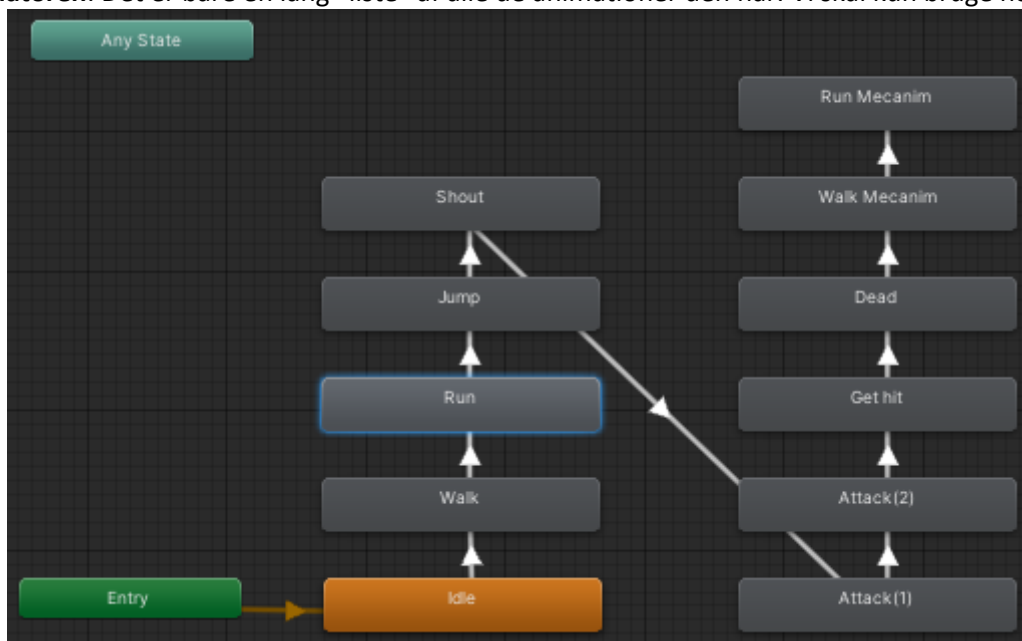 Any State
Run Mecanim
Shout
Walk Mecanim
Jump
Dead
Run
Get hit
Walk
Attack(2)
Entry
Idle
Attack(1)